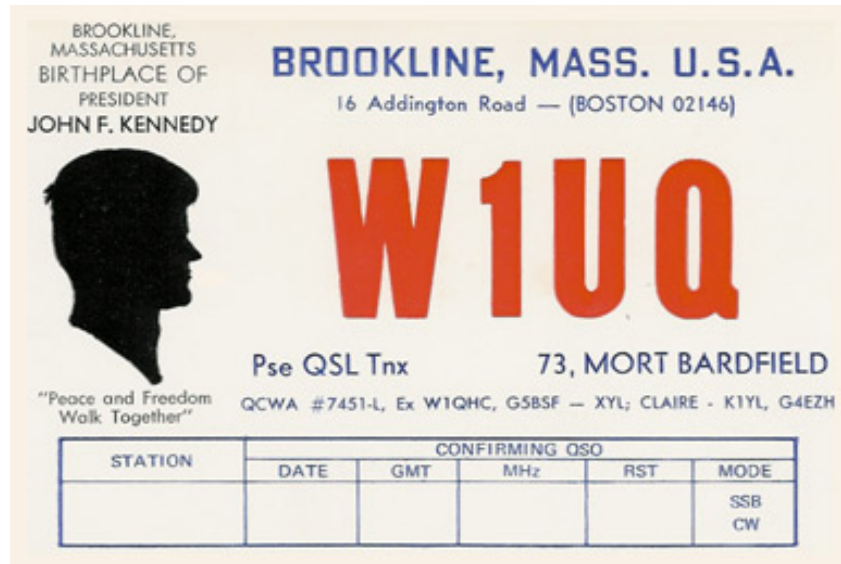 BROOKLINE,
MASSACHUSETTS
BIRTHPLACE OF
PRESIDENT
JOHN F. KENNEDY
"Peace and Freedom
Walk Together"
BROOKLINE, MASS. U.S.A.
16 Addington Road — (BOSTON 02146)
W1UQ
Pse QSL Tnx 73, MORT BARDFIELD
QCWA #7451-L, Ex W1QHC, G5BSF — XYL; CLAIRE - K1YL, G4EZH
STATION CONFIRMING QSO
DATE GMT MHz RST MODE
SSB
CW